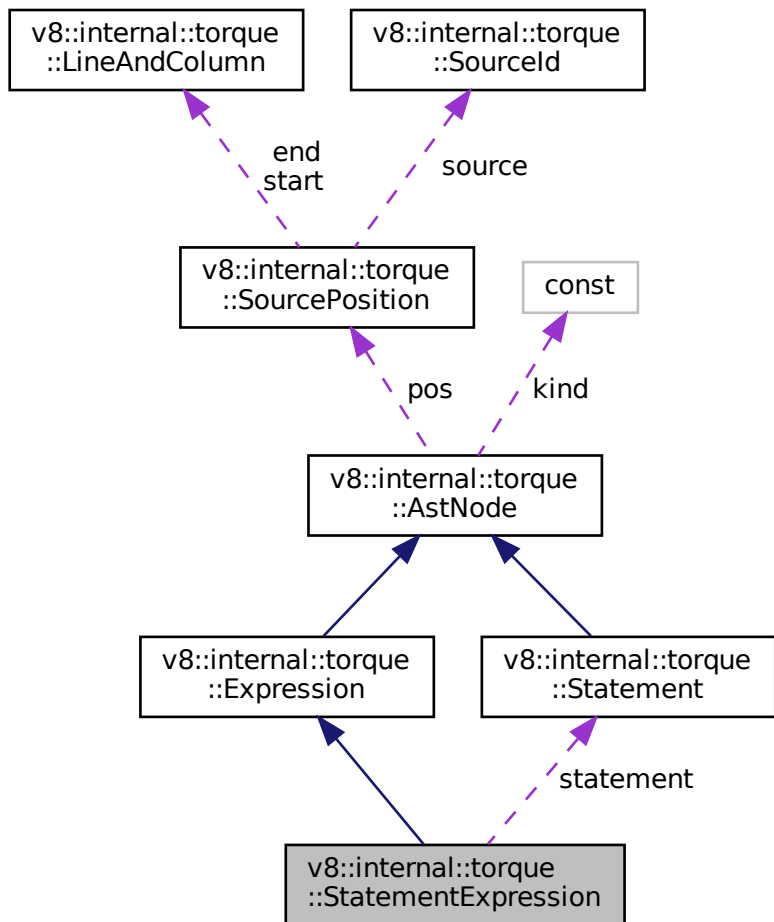 v8::internal::torque
::LineAndColumn
v8::internal::torque
::SourceId
end
start
source
v8::internal::torque
::SourcePosition
const
pos
kind
v8::internal::torque
::AstNode
v8::internal::torque
::Expression
v8::internal::torque
::Statement
statement
v8::internal::torque
::StatementExpression